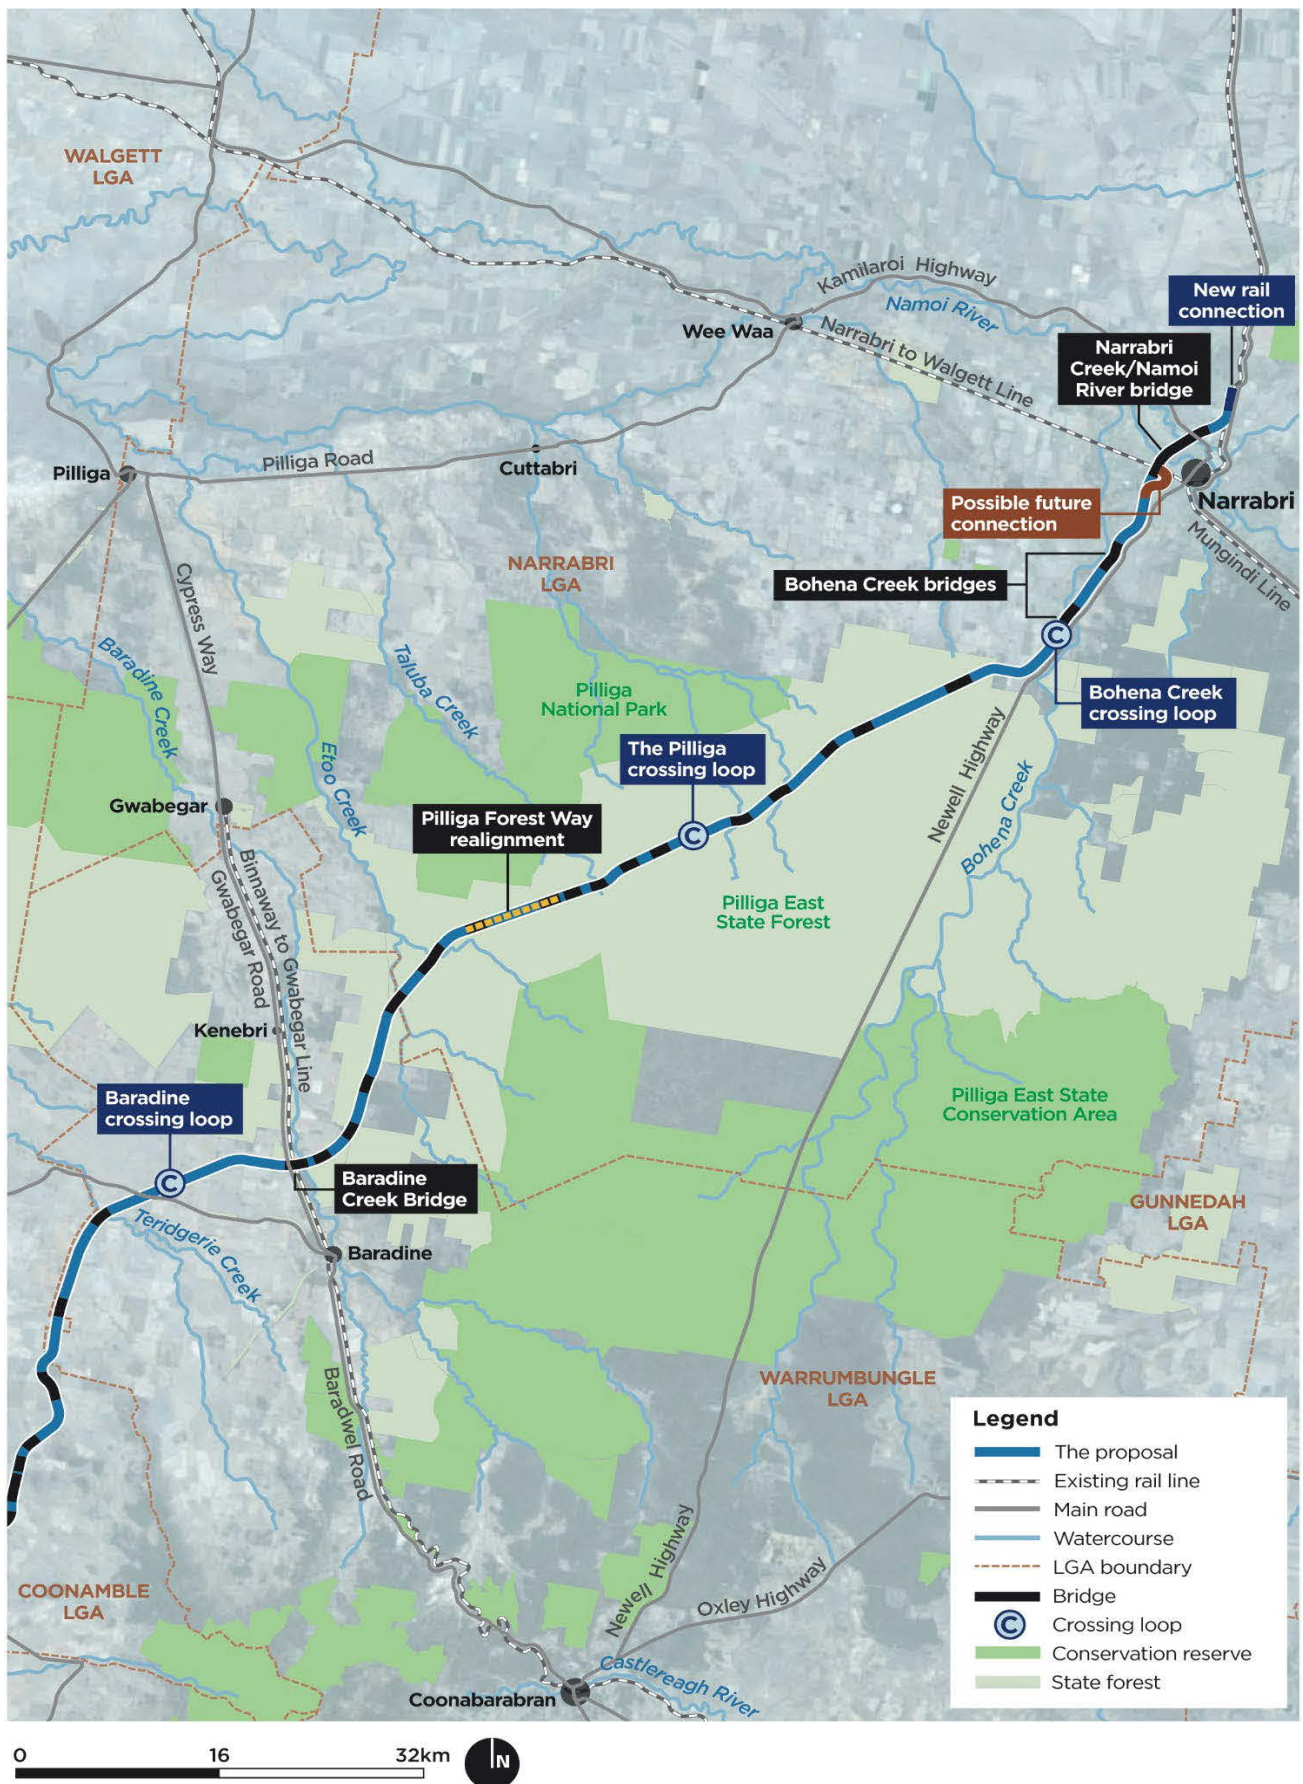 WALGETT
LGA
Kamilaroi Highway
Namoi River
New rail
connection
Wee Waa
Narrabri to Walgett Line
Narrabri
Creek/Namoi
River bridge
Pilliga
Pilliga Road
Cuttabri
Possible future
connection
Narrabri
Mungindi Line
NARRABRI
LGA
Bohena Creek bridges
Cypress Way
Baradine Creek
Taluba Creek
Etoo Creek
Pilliga
National Park
C
Bohena Creek
crossing loop
The Pilliga
crossing loop
C
Newell Highway
Bohena Creek
Gwabegar
Pilliga Forest Way
realignment
Binnaway to Gwabegar Line
Gwabegar Road
Pilliga East
State Forest
Kenebri
Baradine
crossing loop
C
Pilliga East State
Conservation Area
Baradine
Creek Bridge
GUNNEDAH
LGA
Teridgerie Creek
Baradine
Baradwel Road
WARRUMBUNGLE
LGA
COONAMBLE
LGA
Newell Highway
Oxley Highway
Castlereagh River
Coonabarabran
Legend
The proposal
Existing rail line
Main road
Watercourse
LGA boundary
Bridge
C Crossing loop
Conservation reserve
State forest
0 16 32km
N